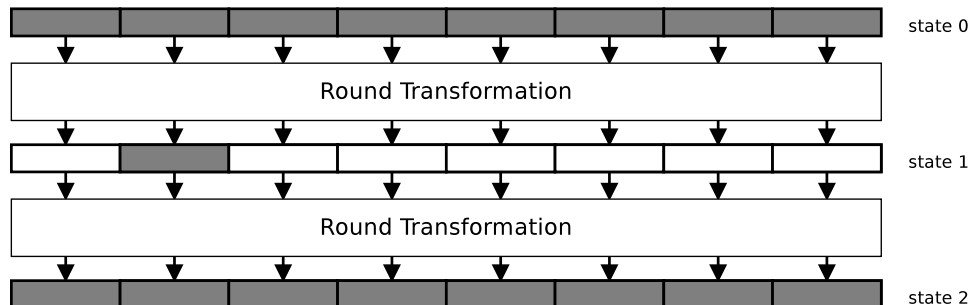 state 0
Round Transformation
state 1
Round Transformation
state 2